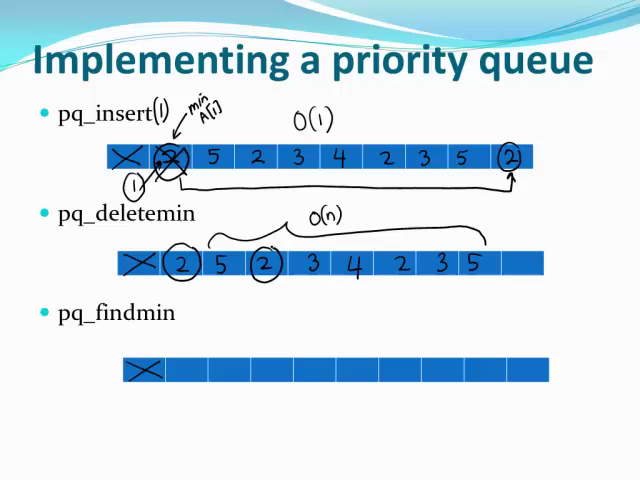 Implementing a priority queue
• pq_insert(1)
min
A[1]
O(1)
2 5 2 3 4 2 3 5 2
1
• pq_deletemin
O(n)
2 5 2 3 4 2 3 5
• pq_findmin